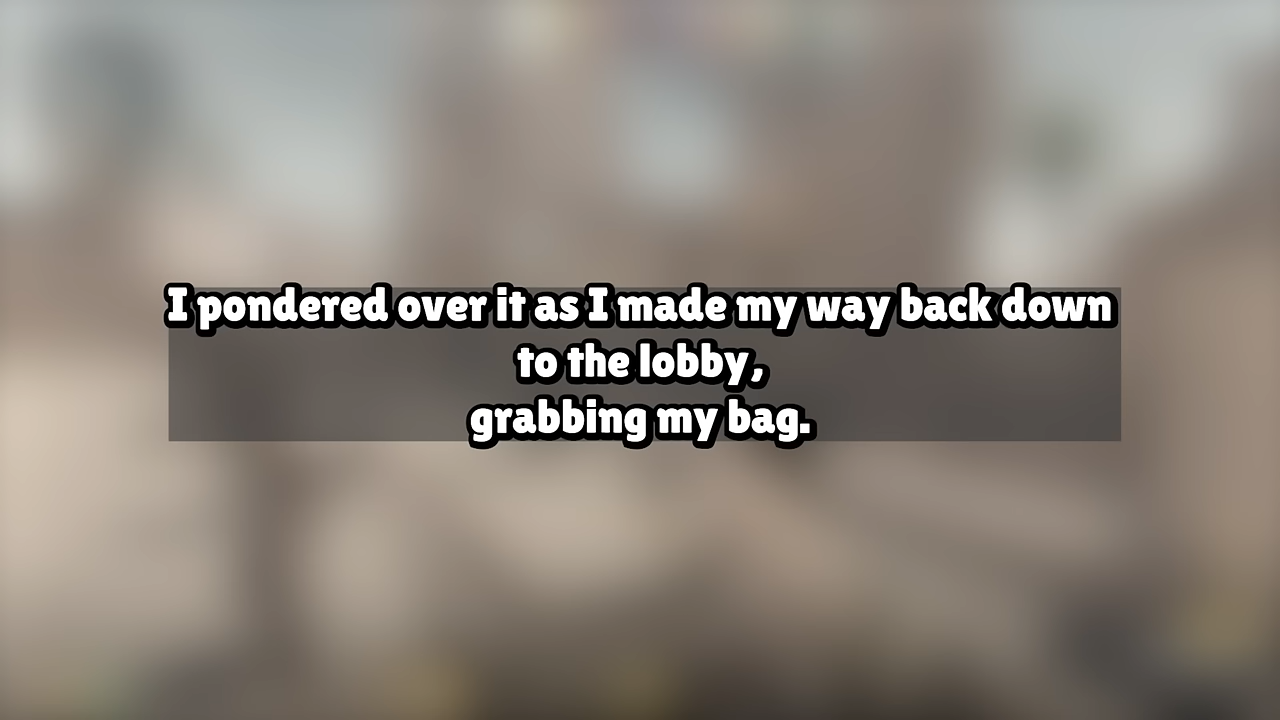 I pondered over it as I made my way back down
to the lobby,
grabbing my bag.